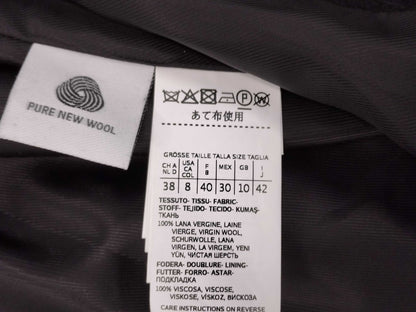 PURE NEW WOOL
P
あて布使用
GRÖSSE TAILLE TALLA SIZE TAGLIA
CH A NL D USA CA COL F B MEX GB I J
38 8 40 30 10 42
TESSUTO- TISSU- FABRIC-
STOFF- TEJIDO- TECIDO- KUMAŞ-
ТКАНЬ
100% LANA VERGINE, LAINE
VIERGE, VIRGIN WOOL,
SCHURWOLLE, LANA
VIRGEN, LA VIRGEM, YENI
YÜN, ЧИСТАЯ ШЕРСТЬ
FODERA- DOUBLURE- LINING-
FUTTER- FORRO- ASTAR-
ПОДКЛАДКА
100% VISCOSA, VISCOSE,
VISKOSE, VİSKOZ, ВИСКОЗА
CARE INSTRUCTIONS ON REVERSE